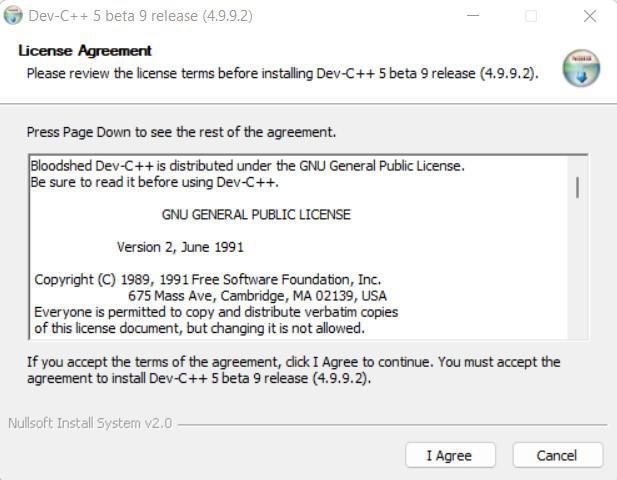 Dev-C++ 5 beta 9 release (4.9.9.2)
License Agreement
Please review the license terms before installing Dev-C++ 5 beta 9 release (4.9.9.2).
Press Page Down to see the rest of the agreement.
Bloodshed Dev-C++ is distributed under the GNU General Public License.
Be sure to read it before using Dev-C++.
GNU GENERAL PUBLIC LICENSE
Version 2, June 1991
Copyright (C) 1989, 1991 Free Software Foundation, Inc.
675 Mass Ave, Cambridge, MA 02139, USA
Everyone is permitted to copy and distribute verbatim copies
of this license document, but changing it is not allowed.
If you accept the terms of the agreement, click I Agree to continue. You must accept the
agreement to install Dev-C++ 5 beta 9 release (4.9.9.2).
Nullsoft Install System v2.0
I Agree
Cancel